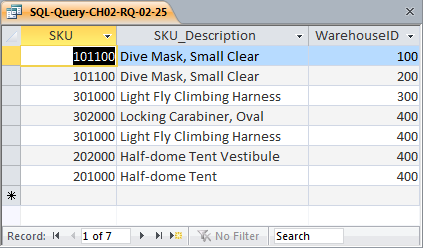 SQL-Query-CH02-RQ-02-25
SKU SKU_Description WarehouseID
101100 Dive Mask, Small Clear 100
101100 Dive Mask, Small Clear 200
301000 Light Fly Climbing Harness 300
302000 Locking Carabiner, Oval 400
301000 Light Fly Climbing Harness 400
202000 Half-dome Tent Vestibule 400
201000 Half-dome Tent 400
Record: 1 of 7 No Filter Search